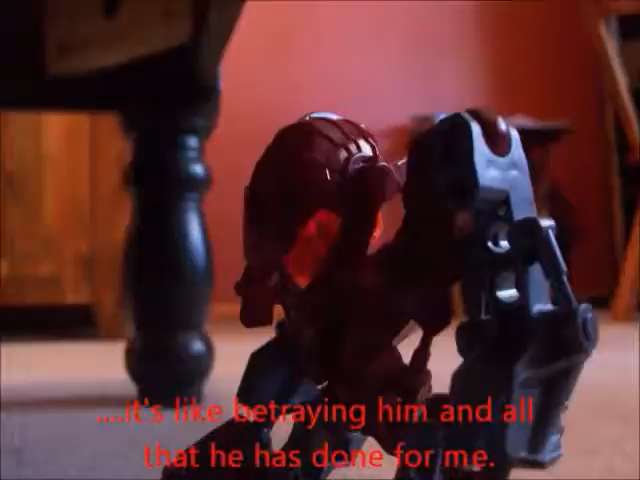 ....it's like betraying him and all
that he has done for me.